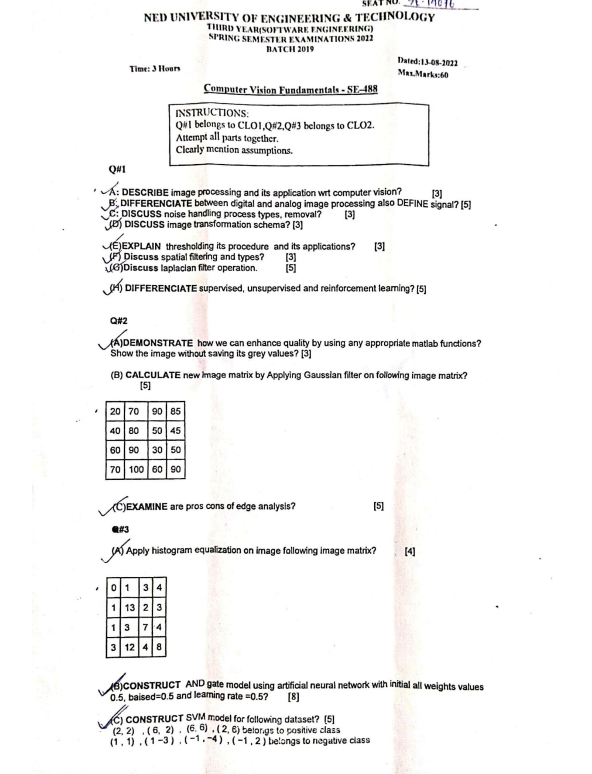 SEAT NO.
NED UNIVERSITY OF ENGINEERING & TECHNOLOGY
THIRD YEAR(SOFTWARE ENGINEERING)
SPRING SEMESTER EXAMINATIONS 2022
BATCH 2019
Dated:13-08-2022
Time: 3 Hours
Max.Marks:60
Computer Vision Fundamentals - SE-488
INSTRUCTIONS:
Q#1 belongs to CLO1,Q#2,Q#3 belongs to CLO2.
Attempt all parts together.
Clearly mention assumptions.
Q#1
A: DESCRIBE image processing and its application wrt computer vision? [3]
B: DIFFERENCIATE between digital and analog image processing also DEFINE signal? [5]
C: DISCUSS noise handling process types, removal? [3]
(D) DISCUSS image transformation schema? [3]
(E)EXPLAIN thresholding its procedure and its applications? [3]
(F) Discuss spatial filtering and types? [3]
(G)Discuss laplacian filter operation. [5]
(H) DIFFERENCIATE supervised, unsupervised and reinforcement learning? [5]
Q#2
(A)DEMONSTRATE how we can enhance quality by using any appropriate matlab functions?
Show the image without saving its grey values? [3]
(B) CALCULATE new image matrix by Applying Gaussian filter on following image matrix?
[5]
20 70 90 85
40 80 50 45
60 90 30 50
70 100 60 90
(C)EXAMINE are pros cons of edge analysis? [5]
Q#3
(A) Apply histogram equalization on image following image matrix? [4]
0 1 3 4
1 13 2 3
1 3 7 4
3 12 4 8
(B)CONSTRUCT AND gate model using artificial neural network with initial all weights values
0.5, baised=0.5 and learning rate =0.5? [8]
(C) CONSTRUCT SVM model for following dataset? [5]
(2, 2) , ( 6, 2) . (6, 6) , ( 2, 6) belongs to positive class
(1 , 1) , ( 1 -3 ) , ( -1 , -4 ) , ( -1 , 2 ) belongs to negative class